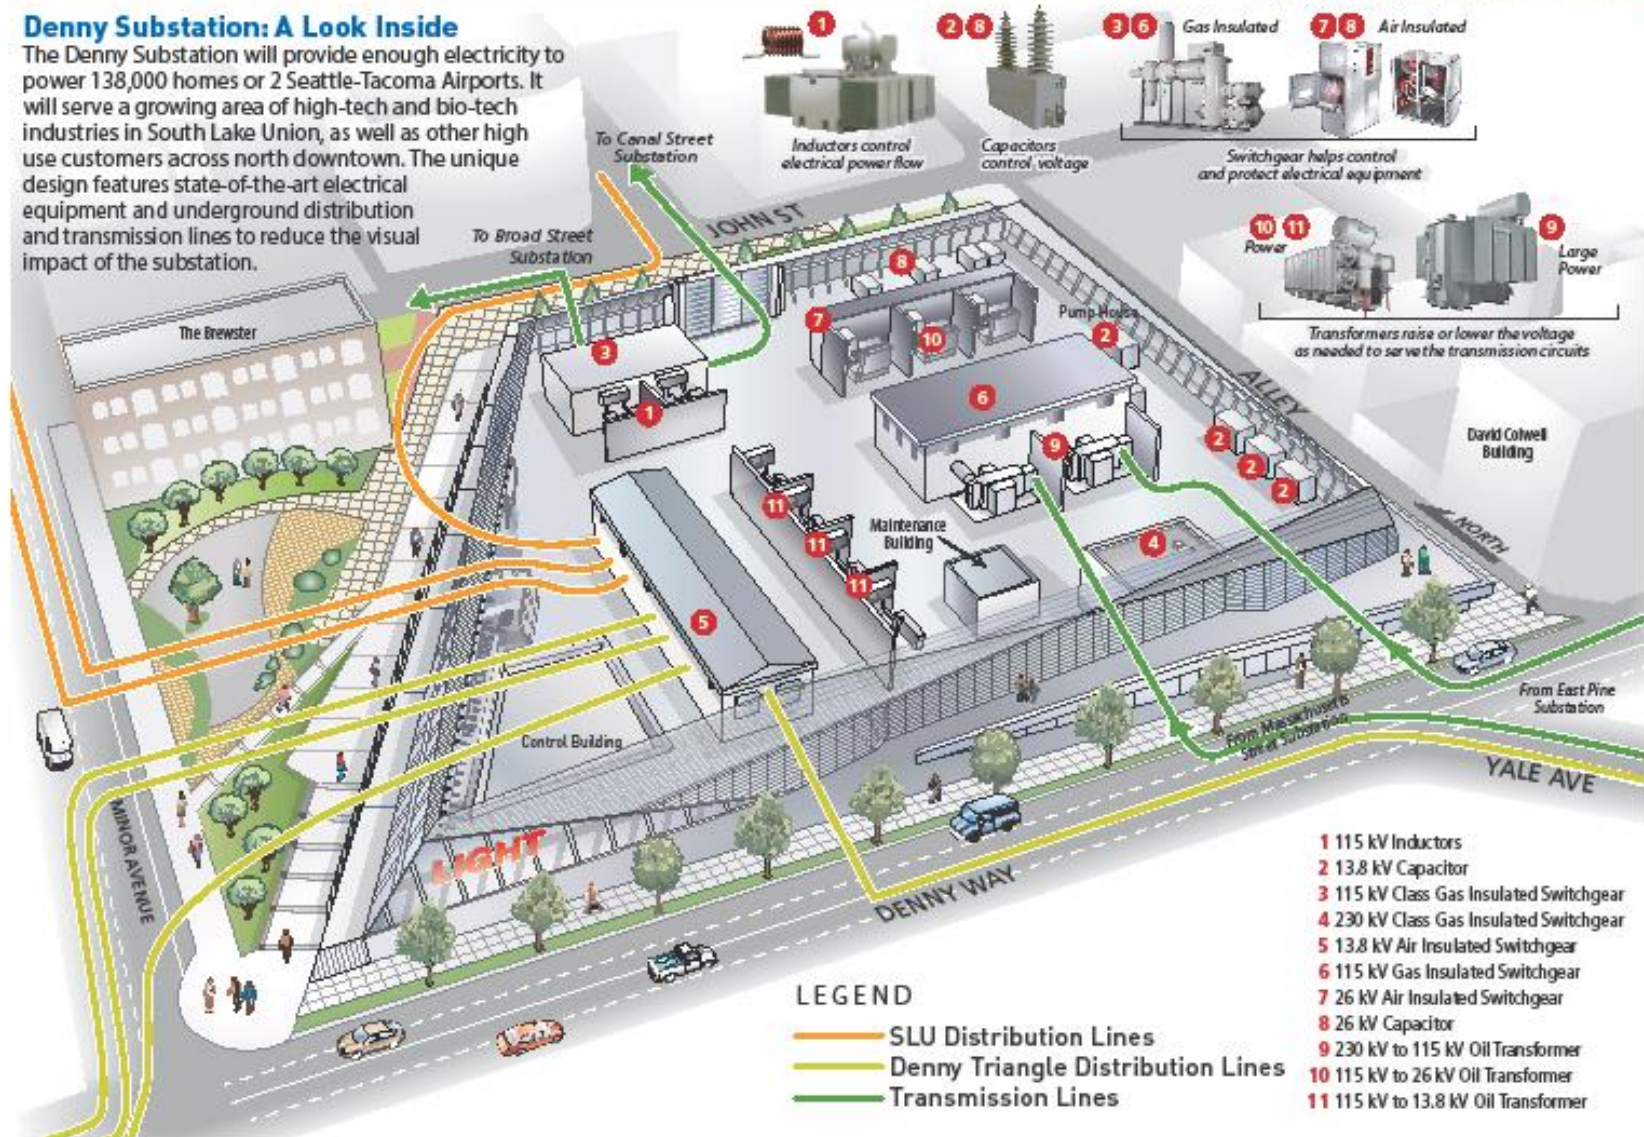 Denny Substation: A Look Inside
The Denny Substation will provide enough electricity to
power 138,000 homes or 2 Seattle-Tacoma Airports. It
will serve a growing area of high-tech and bio-tech
industries in South Lake Union, as well as other high
use customers across north downtown. The unique
design features state-of-the-art electrical
equipment and underground distribution
and transmission lines to reduce the visual
impact of the substation.
1
Inductors control
electrical power flow
2 8
Capacitors
control voltage
3 6
Gas Insulated
7 8
Air Insulated
Switchgear helps control
and protect electrical equipment
10 11
Power
9
Large
Power
Transformers raise or lower the voltage
as needed to serve the transmission circuits
To Canal Street
Substation
To Broad Street
Substation
JOHN ST
The Brewster
8
7
10
Pump House
2
3
1
6
ALLEY
9
2
2
2
David Colwell
Building
11
11
11
Maintenance
Building
4
NORTH
5
Control Building
From East Pine
Substation
From Massachusetts
Street Substation
YALE AVE
MINOR AVENUE
LIGHT
DENNY WAY
LEGEND
SLU Distribution Lines
Denny Triangle Distribution Lines
Transmission Lines
1 115 kV Inductors
2 13.8 kV Capacitor
3 115 kV Class Gas Insulated Switchgear
4 230 kV Class Gas Insulated Switchgear
5 13.8 kV Air Insulated Switchgear
6 115 kV Gas Insulated Switchgear
7 26 kV Air Insulated Switchgear
8 26 kV Capacitor
9 230 kV to 115 kV Oil Transformer
10 115 kV to 26 kV Oil Transformer
11 115 kV to 13.8 kV Oil Transformer